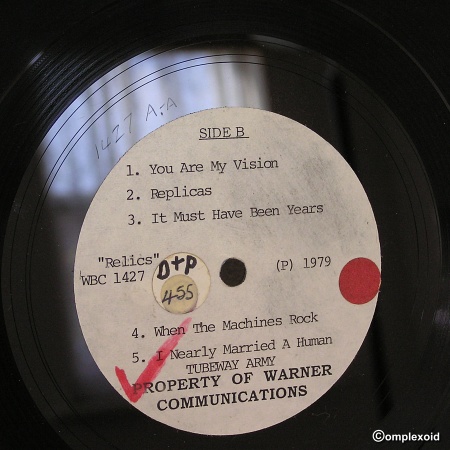 1427 A-A
SIDE B
1. You Are My Vision
2. Replicas
3. It Must Have Been Years
"Relics"
WBC 1427
D+P
455
(P) 1979
4. When The Machines Rock
5. I Nearly Married A Human
TUBEWAY ARMY
PROPERTY OF WARNER
COMMUNICATIONS
©omplexoid